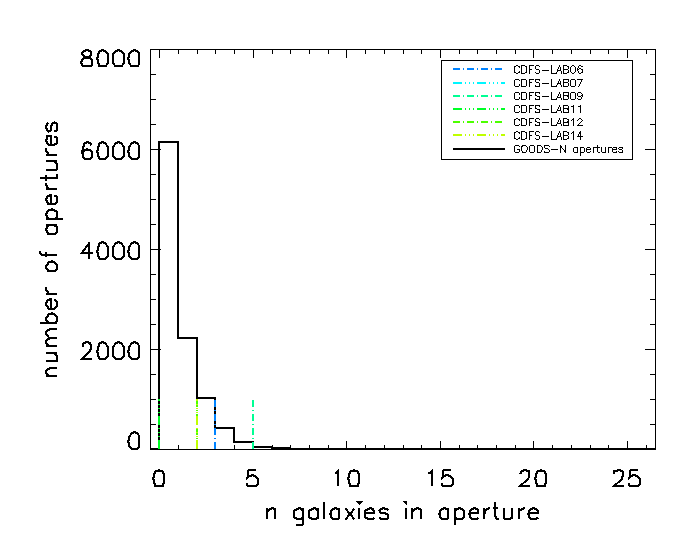 8000
6000
4000
2000
0
number of apertures
CDFS-LAB06
CDFS-LAB07
CDFS-LAB09
CDFS-LAB11
CDFS-LAB12
CDFS-LAB14
GOODS-N apertures
0 5 10 15 20 25
n galaxies in aperture